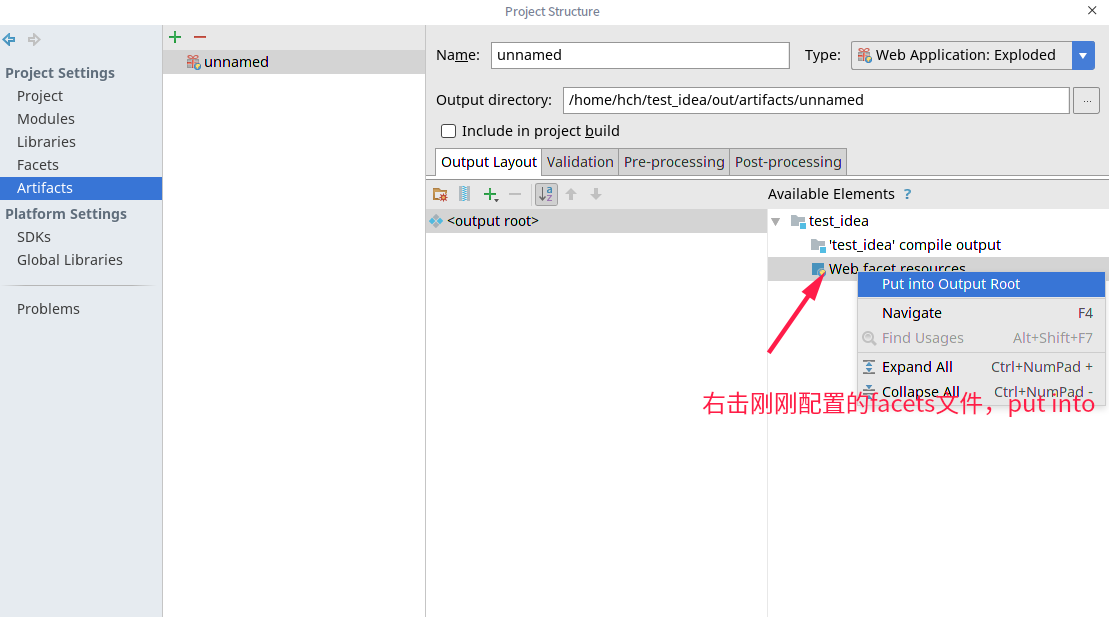 Project Structure
Project Settings
Project
Modules
Libraries
Facets
Artifacts
Platform Settings
SDKs
Global Libraries
Problems
unnamed
Name: unnamed Type: Web Application: Exploded
Output directory: /home/hch/test_idea/out/artifacts/unnamed ...
Include in project build
Output Layout Validation Pre-processing Post-processing
Available Elements ?
<output root>
test_idea
'test_idea' compile output
Web facet resources
Put into Output Root
Navigate F4
Find Usages Alt+Shift+F7
Expand All Ctrl+NumPad +
Collapse All Ctrl+NumPad -
右击刚刚配置的facets文件，put into